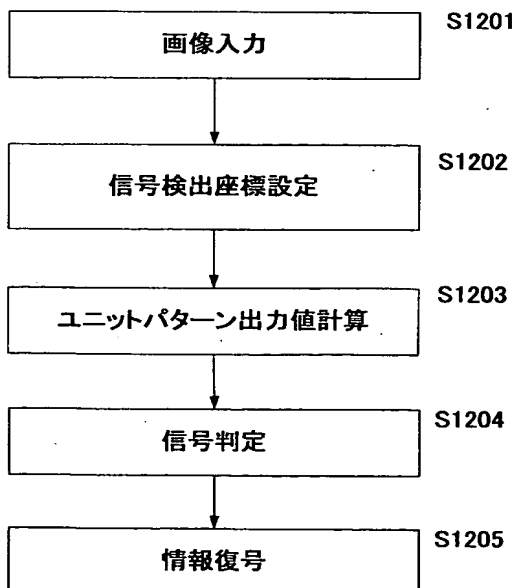 画像入力
S1201
信号検出座標設定
S1202
ユニットパターン出力値計算
S1203
信号判定
S1204
情報復号
S1205